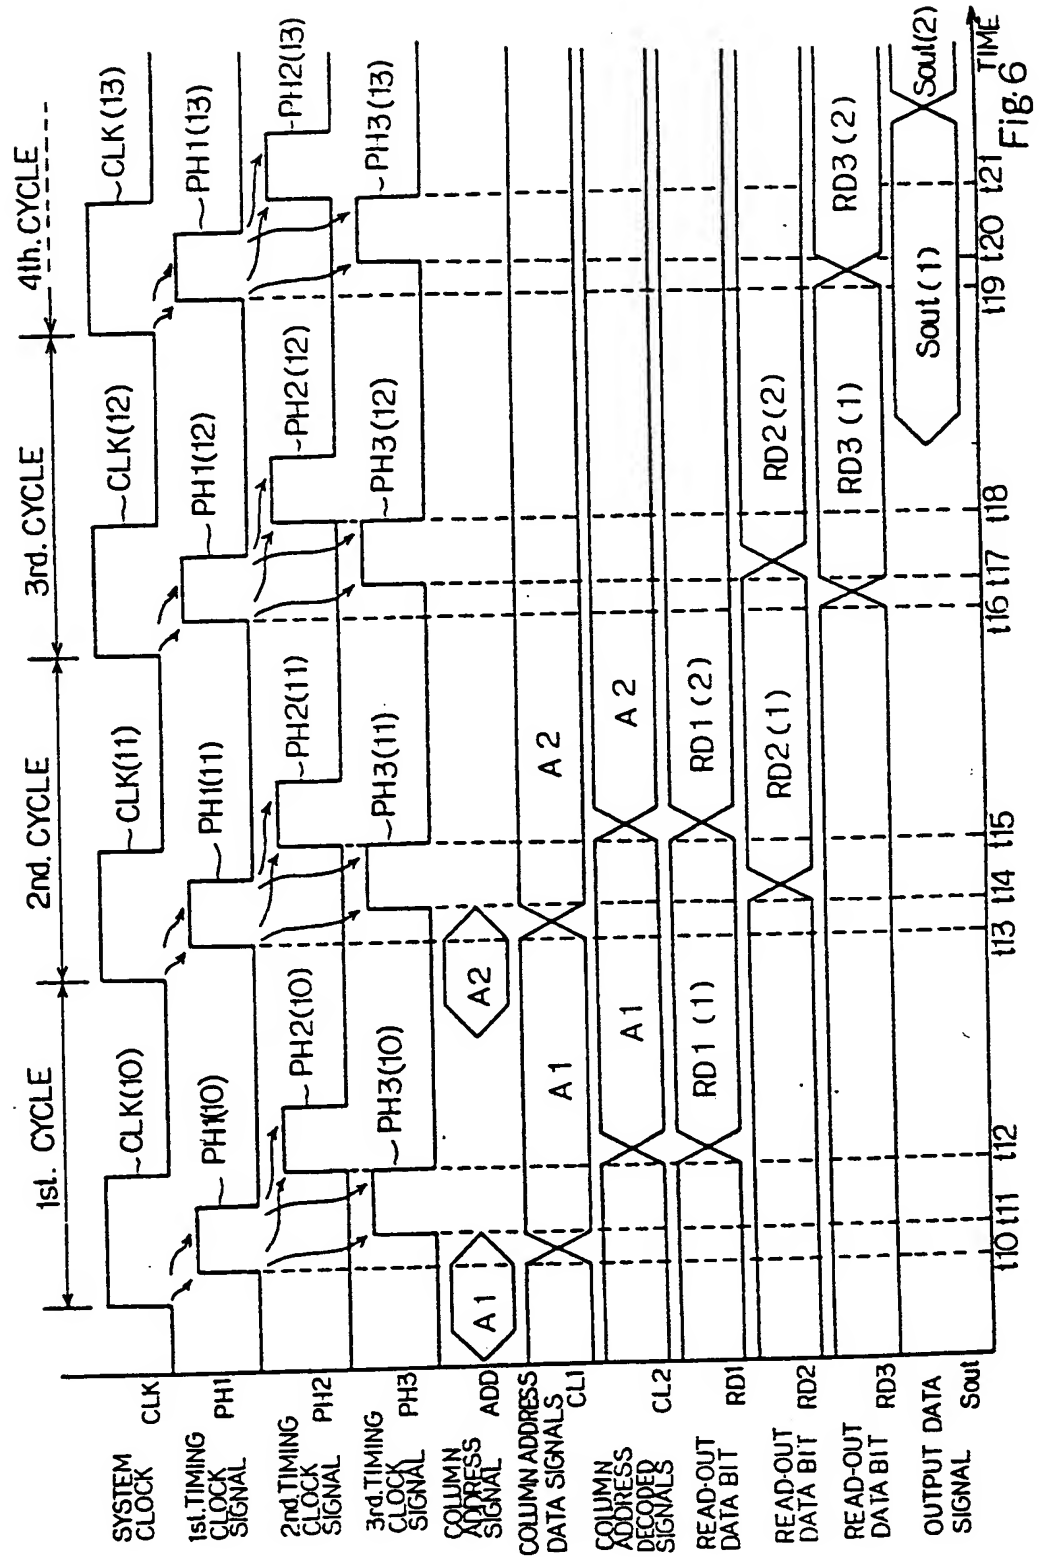 1st. CYCLE
2nd. CYCLE
3rd. CYCLE
4th. CYCLE
SYSTEM
CLOCK
CLK
CLK(10)
CLK(11)
CLK(12)
CLK(13)
1st. TIMING
CLOCK
SIGNAL
PH1
PH1(10)
PH1(11)
PH1(12)
PH1(13)
2nd. TIMING
CLOCK
SIGNAL
PH2
PH2(10)
PH2(11)
PH2(12)
PH2(13)
3rd. TIMING
CLOCK
SIGNAL
PH3
PH3(10)
PH3(11)
PH3(12)
PH3(13)
COLUMN
ADDRESS
SIGNAL
ADD
A1
A2
COLUMN ADDRESS
DATA SIGNALS
CL1
A1
A2
COLUMN
ADDRESS
DECODED
SIGNALS
CL2
A1
A2
READ-OUT
DATA BIT
RD1
RD1 (1)
RD1 (2)
READ-OUT
DATA BIT
RD2
RD2 (1)
RD2 (2)
READ-OUT
DATA BIT
RD3
RD3 (1)
RD3 (2)
OUTPUT DATA
SIGNAL
Sout
Sout (1)
Sout(2)
t10 t11 t12 t13 t14 t15 t16 t17 t18 t19 t20 t21
TIME
Fig. 6